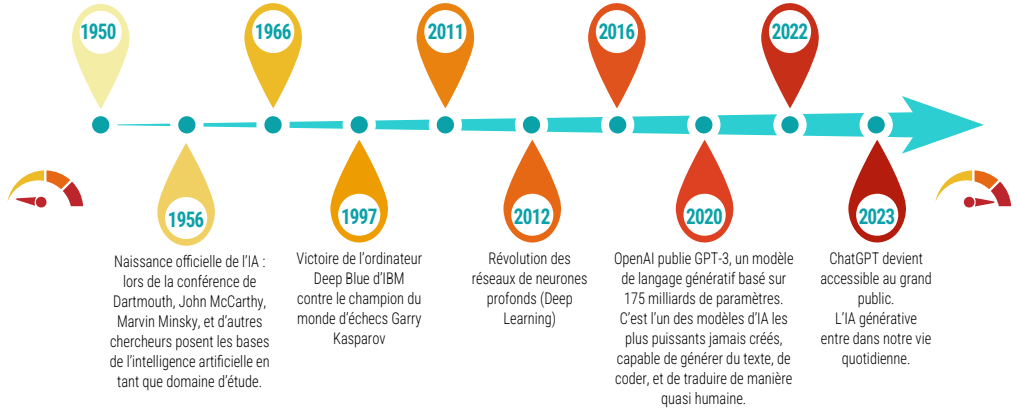 1950
1966
2011
2016
2022
1956
1997
2012
2020
2023
Naissance officielle de l'IA :
lors de la conférence de
Dartmouth, John McCarthy,
Marvin Minsky, et d'autres
chercheurs posent les bases
de l'intelligence artificielle en
tant que domaine d'étude.
Victoire de l'ordinateur
Deep Blue d'IBM
contre le champion du
monde d'échecs Garry
Kasparov
Révolution des
réseaux de neurones
profonds (Deep
Learning)
OpenAI publie GPT-3, un modèle
de langage génératif basé sur
175 milliards de paramètres.
C'est l'un des modèles d'IA les
plus puissants jamais créés,
capable de générer du texte, de
coder, et de traduire de manière
quasi humaine.
ChatGPT devient
accessible au grand
public.
L'IA générative
entre dans notre vie
quotidienne.